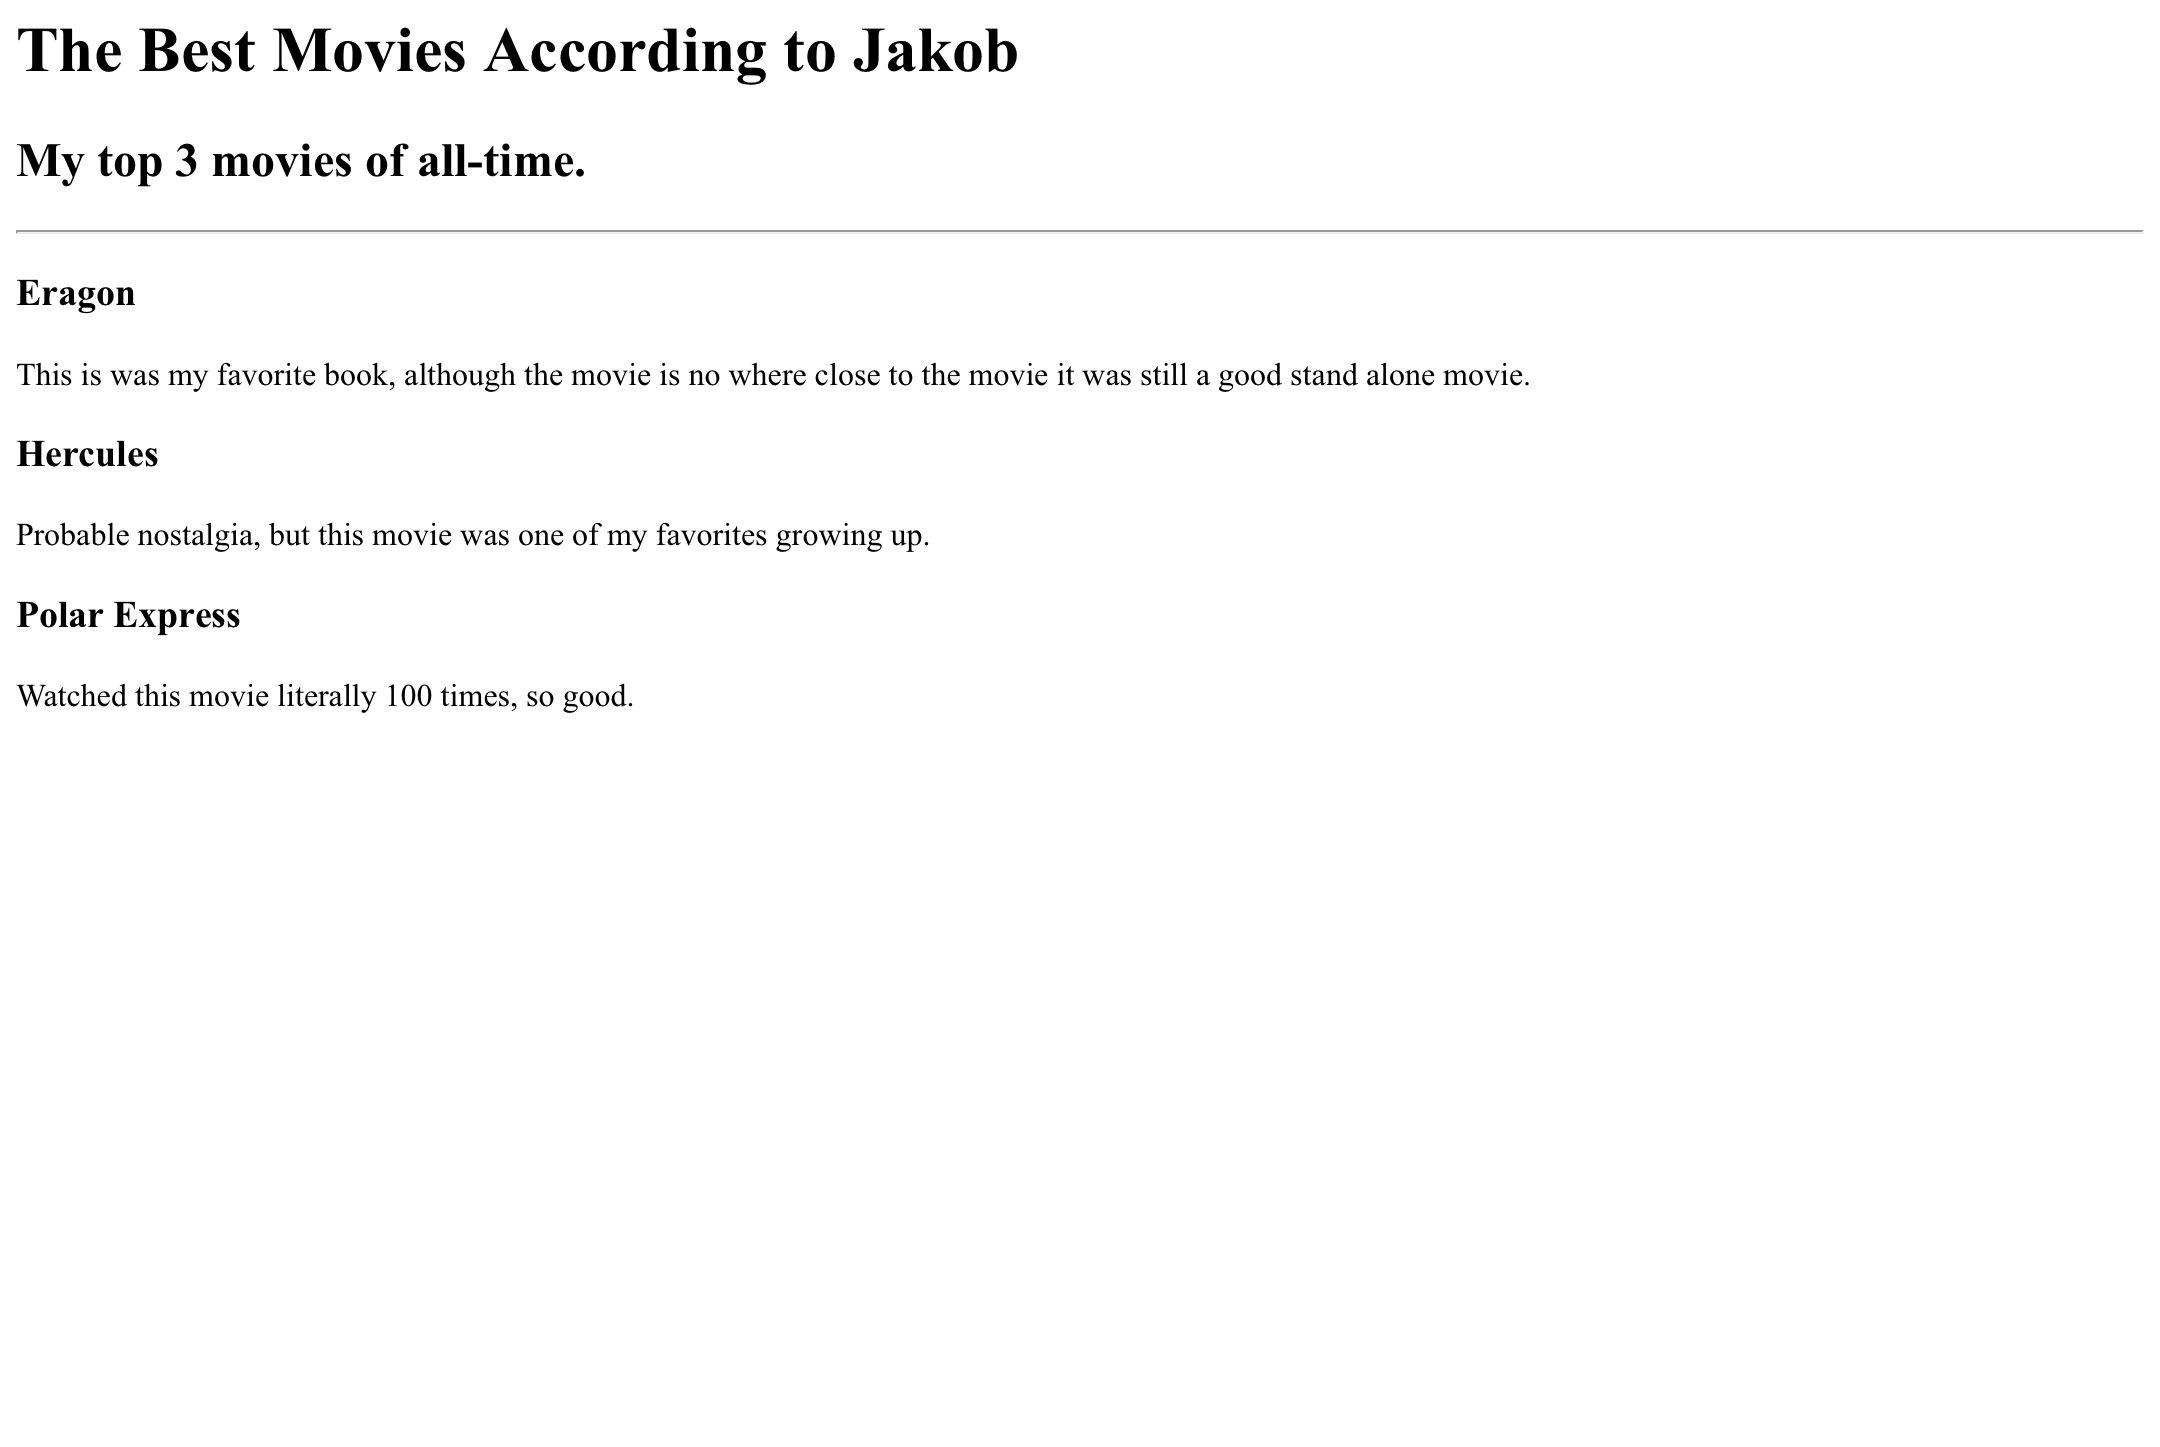 The Best Movies According to Jakob
My top 3 movies of all-time.
Eragon
This is was my favorite book, although the movie is no where close to the movie it was still a good stand alone movie.
Hercules
Probable nostalgia, but this movie was one of my favorites growing up.
Polar Express
Watched this movie literally 100 times, so good.